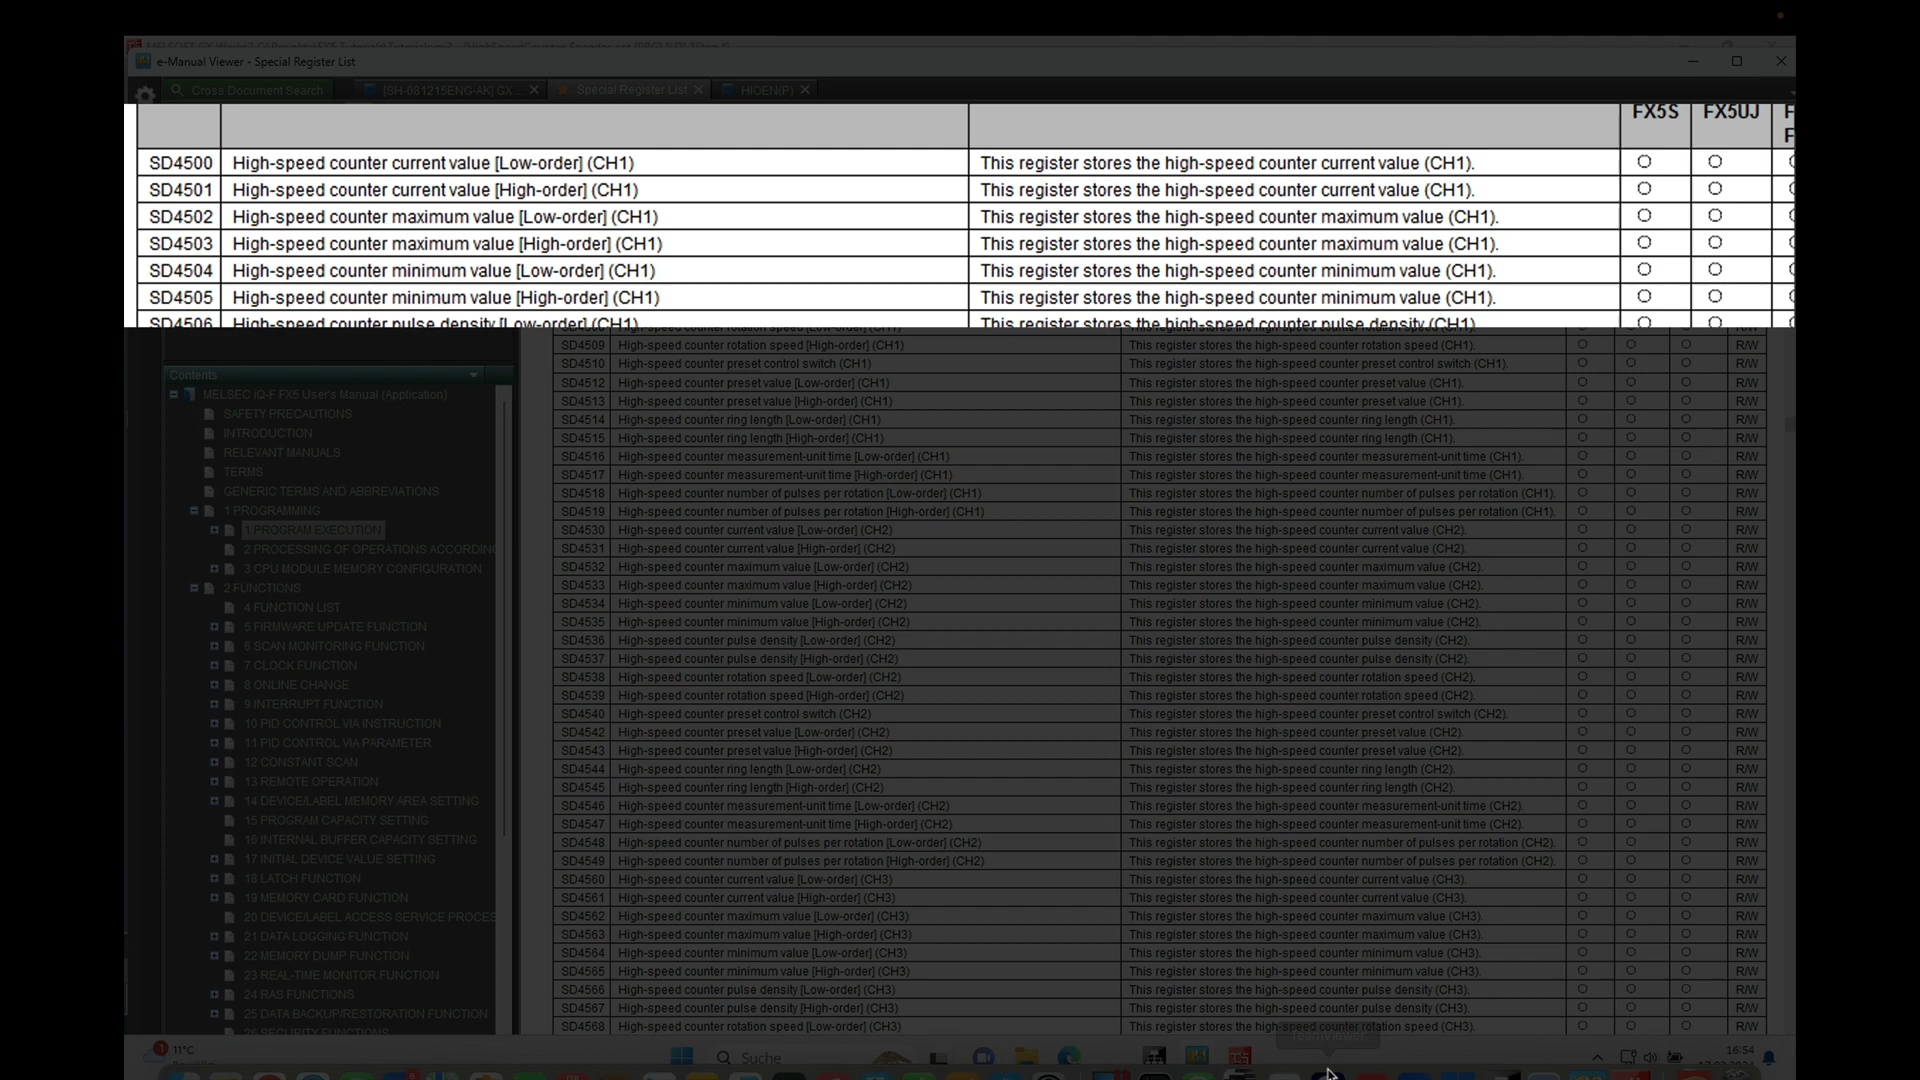 e-Manual Viewer - Special Register List
Cross Document Search
[SH-081215ENG-AK] GX ...
Special Register List
HIOEN(P)
FX5S FX5UJ
SD4500 High-speed counter current value [Low-order] (CH1) This register stores the high-speed counter current value (CH1).
SD4501 High-speed counter current value [High-order] (CH1) This register stores the high-speed counter current value (CH1).
SD4502 High-speed counter maximum value [Low-order] (CH1) This register stores the high-speed counter maximum value (CH1).
SD4503 High-speed counter maximum value [High-order] (CH1) This register stores the high-speed counter maximum value (CH1).
SD4504 High-speed counter minimum value [Low-order] (CH1) This register stores the high-speed counter minimum value (CH1).
SD4505 High-speed counter minimum value [High-order] (CH1) This register stores the high-speed counter minimum value (CH1).
SD4506 High-speed counter pulse density [Low-order] (CH1) This register stores the high-speed counter pulse density (CH1).
Contents
MELSEC iQ-F FX5 User's Manual (Application)
SAFETY PRECAUTIONS
INTRODUCTION
RELEVANT MANUALS
TERMS
GENERIC TERMS AND ABBREVIATIONS
1 PROGRAMMING
1 PROGRAM EXECUTION
2 PROCESSING OF OPERATIONS ACCORDING
3 CPU MODULE MEMORY CONFIGURATION
2 FUNCTIONS
4 FUNCTION LIST
5 FIRMWARE UPDATE FUNCTION
6 SCAN MONITORING FUNCTION
7 CLOCK FUNCTION
8 ONLINE CHANGE
9 INTERRUPT FUNCTION
10 PID CONTROL VIA INSTRUCTION
11 PID CONTROL VIA PARAMETER
12 CONSTANT SCAN
13 REMOTE OPERATION
14 DEVICE/LABEL MEMORY AREA SETTING
15 PROGRAM CAPACITY SETTING
16 INTERNAL BUFFER CAPACITY SETTING
17 INITIAL DEVICE VALUE SETTING
18 LATCH FUNCTION
19 MEMORY CARD FUNCTION
20 DEVICE/LABEL ACCESS SERVICE PROCES
21 DATA LOGGING FUNCTION
22 MEMORY DUMP FUNCTION
23 REAL-TIME MONITOR FUNCTION
24 RAS FUNCTIONS
25 DATA BACKUP/RESTORATION FUNCTION
26 SECURITY FUNCTIONS
SD4509 High-speed counter rotation speed [High-order] (CH1) This register stores the high-speed counter rotation speed (CH1). R/W
SD4510 High-speed counter preset control switch (CH1) This register stores the high-speed counter preset control switch (CH1). R/W
SD4512 High-speed counter preset value [Low-order] (CH1) This register stores the high-speed counter preset value (CH1). R/W
SD4513 High-speed counter preset value [High-order] (CH1) This register stores the high-speed counter preset value (CH1). R/W
SD4514 High-speed counter ring length [Low-order] (CH1) This register stores the high-speed counter ring length (CH1). R/W
SD4515 High-speed counter ring length [High-order] (CH1) This register stores the high-speed counter ring length (CH1). R/W
SD4516 High-speed counter measurement-unit time [Low-order] (CH1) This register stores the high-speed counter measurement-unit time (CH1). R/W
SD4517 High-speed counter measurement-unit time [High-order] (CH1) This register stores the high-speed counter measurement-unit time (CH1). R/W
SD4518 High-speed counter number of pulses per rotation [Low-order] (CH1) This register stores the high-speed counter number of pulses per rotation (CH1). R/W
SD4519 High-speed counter number of pulses per rotation [High-order] (CH1) This register stores the high-speed counter number of pulses per rotation (CH1). R/W
SD4530 High-speed counter current value [Low-order] (CH2) This register stores the high-speed counter current value (CH2). R/W
SD4531 High-speed counter current value [High-order] (CH2) This register stores the high-speed counter current value (CH2). R/W
SD4532 High-speed counter maximum value [Low-order] (CH2) This register stores the high-speed counter maximum value (CH2). R/W
SD4533 High-speed counter maximum value [High-order] (CH2) This register stores the high-speed counter maximum value (CH2). R/W
SD4534 High-speed counter minimum value [Low-order] (CH2) This register stores the high-speed counter minimum value (CH2). R/W
SD4535 High-speed counter minimum value [High-order] (CH2) This register stores the high-speed counter minimum value (CH2). R/W
SD4536 High-speed counter pulse density [Low-order] (CH2) This register stores the high-speed counter pulse density (CH2). R/W
SD4537 High-speed counter pulse density [High-order] (CH2) This register stores the high-speed counter pulse density (CH2). R/W
SD4538 High-speed counter rotation speed [Low-order] (CH2) This register stores the high-speed counter rotation speed (CH2). R/W
SD4539 High-speed counter rotation speed [High-order] (CH2) This register stores the high-speed counter rotation speed (CH2). R/W
SD4540 High-speed counter preset control switch (CH2) This register stores the high-speed counter preset control switch (CH2). R/W
SD4542 High-speed counter preset value [Low-order] (CH2) This register stores the high-speed counter preset value (CH2). R/W
SD4543 High-speed counter preset value [High-order] (CH2) This register stores the high-speed counter preset value (CH2). R/W
SD4544 High-speed counter ring length [Low-order] (CH2) This register stores the high-speed counter ring length (CH2). R/W
SD4545 High-speed counter ring length [High-order] (CH2) This register stores the high-speed counter ring length (CH2). R/W
SD4546 High-speed counter measurement-unit time [Low-order] (CH2) This register stores the high-speed counter measurement-unit time (CH2). R/W
SD4547 High-speed counter measurement-unit time [High-order] (CH2) This register stores the high-speed counter measurement-unit time (CH2). R/W
SD4548 High-speed counter number of pulses per rotation [Low-order] (CH2) This register stores the high-speed counter number of pulses per rotation (CH2). R/W
SD4549 High-speed counter number of pulses per rotation [High-order] (CH2) This register stores the high-speed counter number of pulses per rotation (CH2). R/W
SD4560 High-speed counter current value [Low-order] (CH3) This register stores the high-speed counter current value (CH3). R/W
SD4561 High-speed counter current value [High-order] (CH3) This register stores the high-speed counter current value (CH3). R/W
SD4562 High-speed counter maximum value [Low-order] (CH3) This register stores the high-speed counter maximum value (CH3). R/W
SD4563 High-speed counter maximum value [High-order] (CH3) This register stores the high-speed counter maximum value (CH3). R/W
SD4564 High-speed counter minimum value [Low-order] (CH3) This register stores the high-speed counter minimum value (CH3). R/W
SD4565 High-speed counter minimum value [High-order] (CH3) This register stores the high-speed counter minimum value (CH3). R/W
SD4566 High-speed counter pulse density [Low-order] (CH3) This register stores the high-speed counter pulse density (CH3). R/W
SD4567 High-speed counter pulse density [High-order] (CH3) This register stores the high-speed counter pulse density (CH3). R/W
SD4568 High-speed counter rotation speed [Low-order] (CH3) This register stores the high-speed counter rotation speed (CH3). R/W
TeamViewer
1
11°C
Suche
16:54